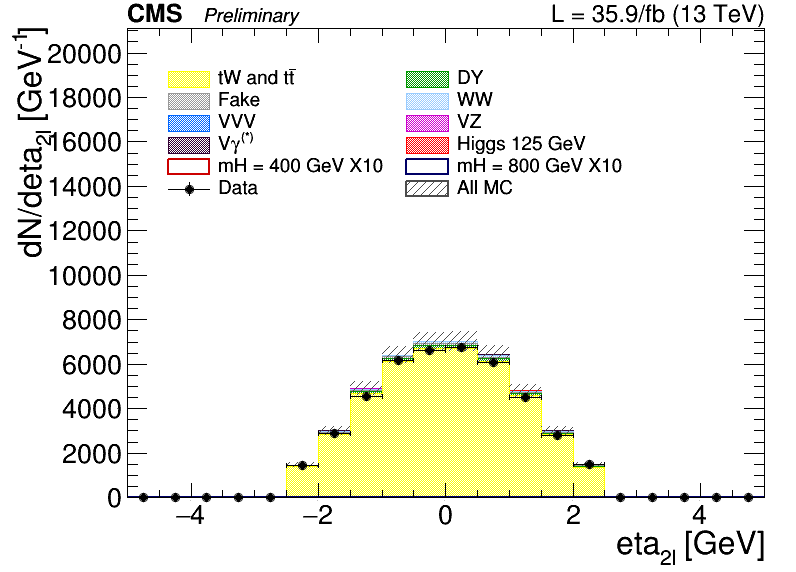 CMS Preliminary L = 35.9/fb (13 TeV)
dN/deta2l [GeV-1]
20000
18000
16000
14000
12000
10000
8000
6000
4000
2000
0
tW and tt̅ DY
Fake WW
VVV VZ
Vγ(*) Higgs 125 GeV
mH = 400 GeV X10 mH = 800 GeV X10
Data All MC
−4 −2 0 2 4
eta2l [GeV]